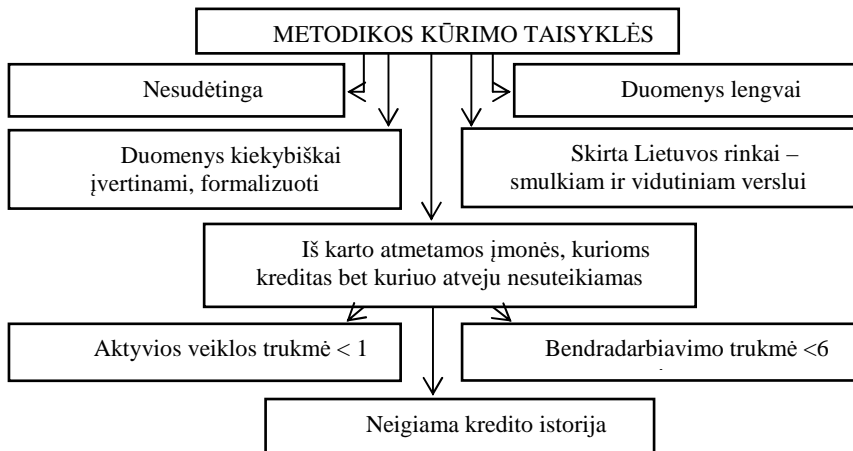 METODIKOS KŪRIMO TAISYKLĖS
Nesudėtinga
Duomenys lengvai
Duomenys kiekybiškai
įvertinami, formalizuoti
Skirta Lietuvos rinkai –
smulkiam ir vidutiniam verslui
Iš karto atmetamos įmonės, kurioms
kreditas bet kuriuo atveju nesuteikiamas
Aktyvios veiklos trukmė < 1
Bendradarbiavimo trukmė <6
Neigiama kredito istorija